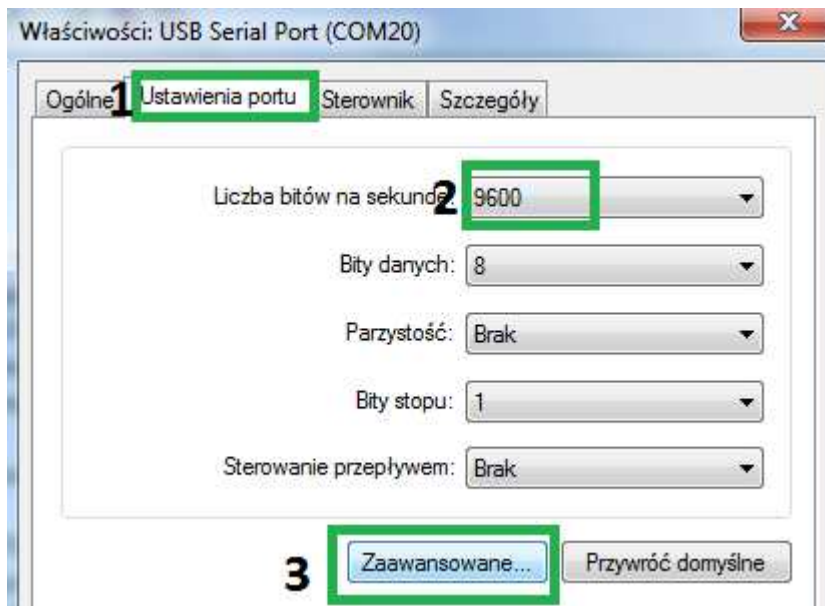 Właściwości: USB Serial Port (COM20)
Ogólne 1 Ustawienia portu Sterownik Szczegóły
Liczba bitów na sekundę: 2 9600
Bity danych: 8
Parzystość: Brak
Bity stopu: 1
Sterowanie przepływem: Brak
3 Zaawansowane... Przywróć domyślne